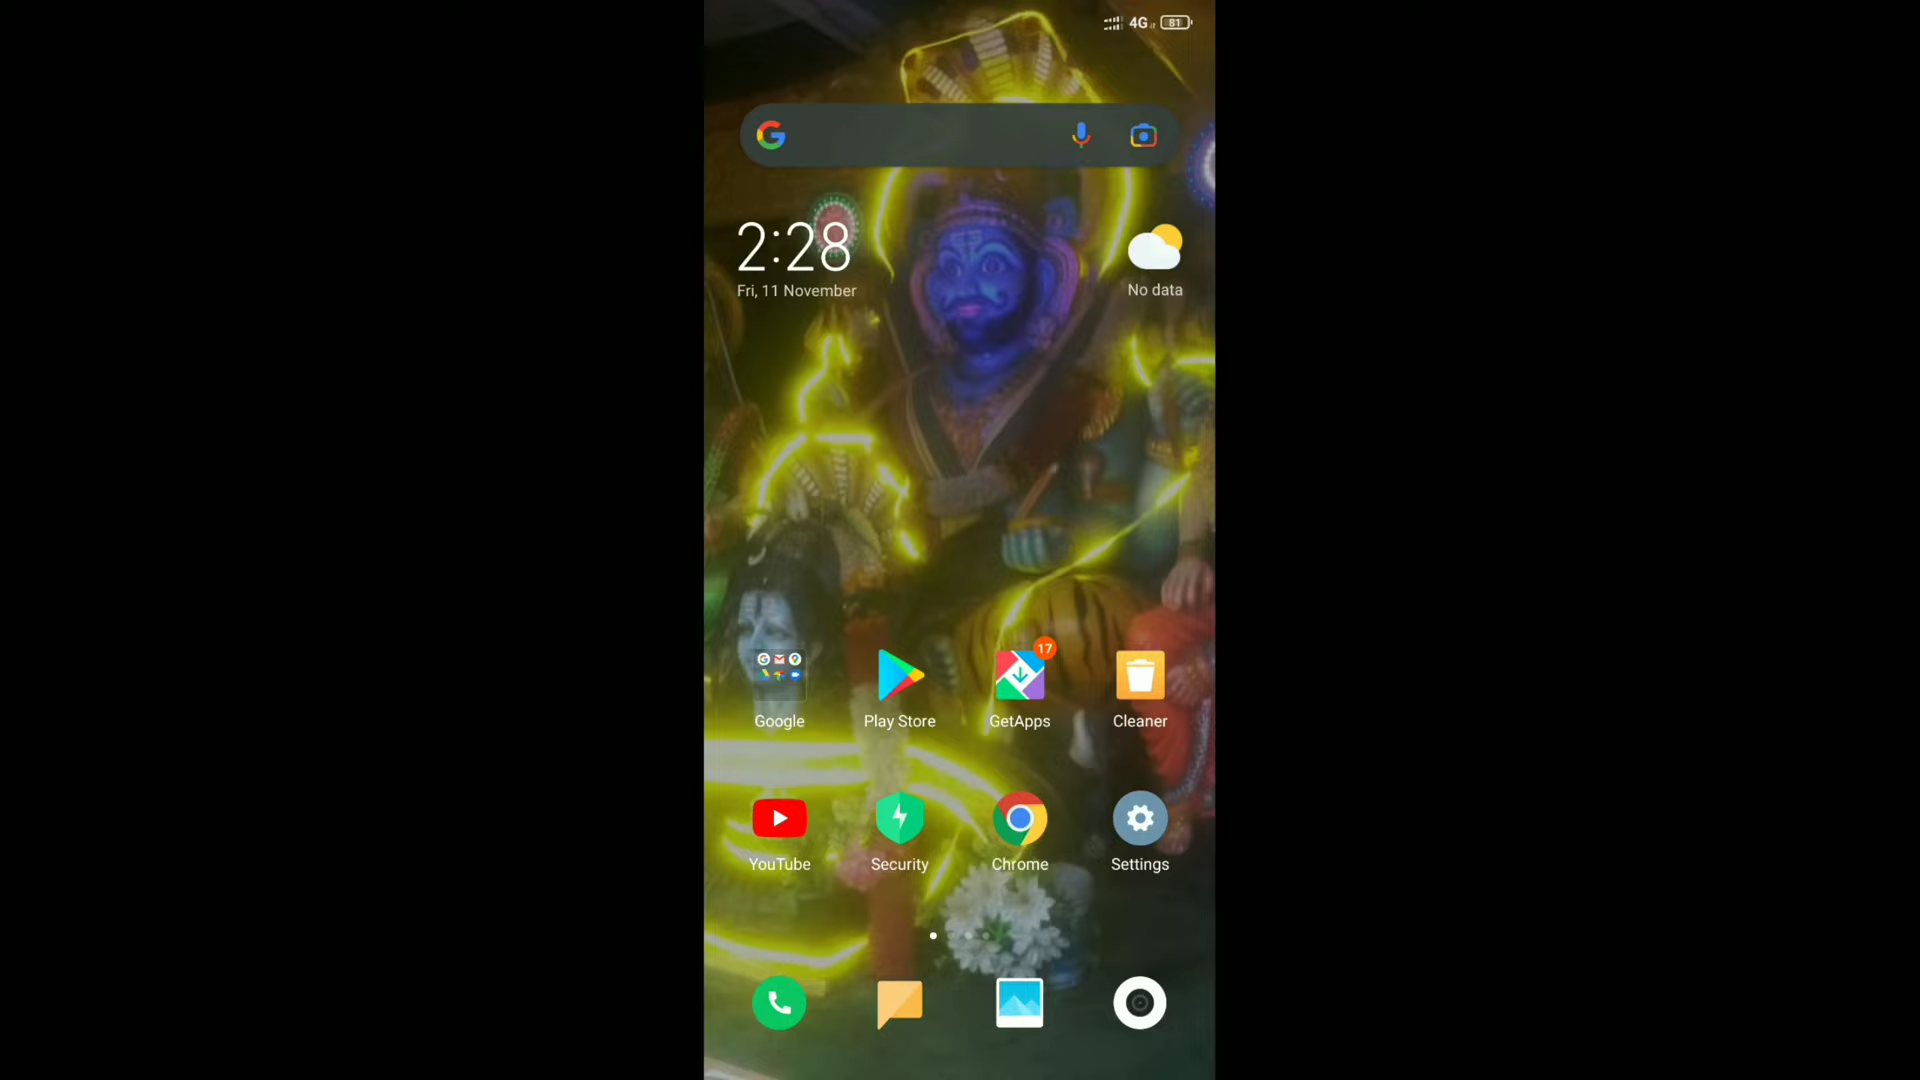 4G 81
2:28
Fri, 11 November
No data
17
Google Play Store GetApps Cleaner
YouTube Security Chrome Settings